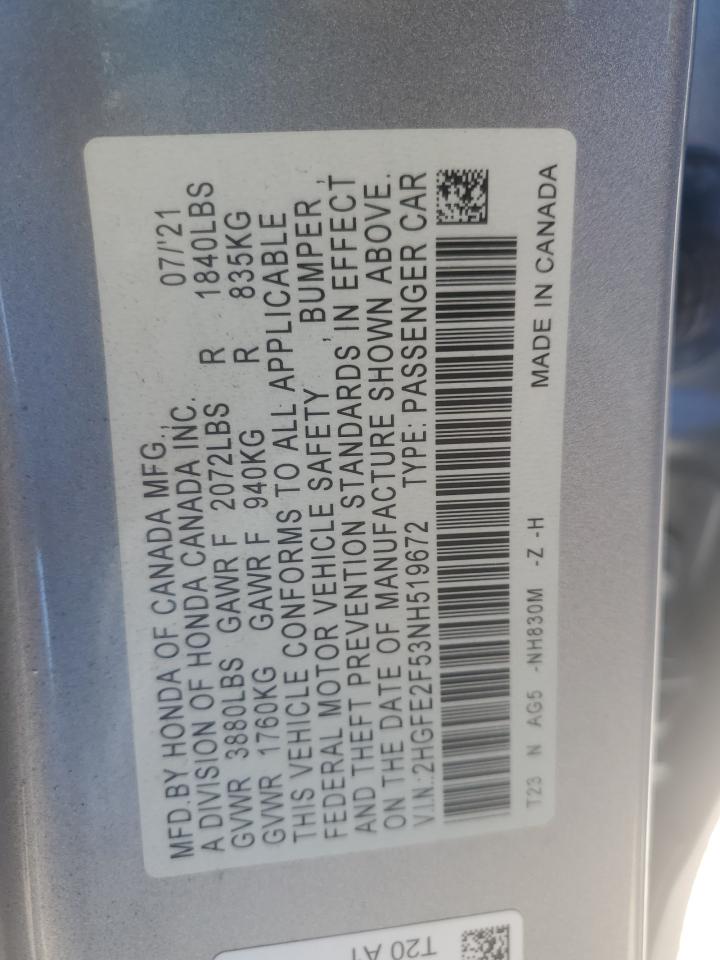 MFD.BY HONDA OF CANADA MFG., 07/'21
A DIVISION OF HONDA CANADA INC.
GVWR 3880LBS GAWR F 2072LBS R 1840LBS
GVWR 1760KG GAWR F 940KG R 835KG
THIS VEHICLE CONFORMS TO ALL APPLICABLE
FEDERAL MOTOR VEHICLE SAFETY , BUMPER ,
AND THEFT PREVENTION STANDARDS IN EFFECT
ON THE DATE OF MANUFACTURE SHOWN ABOVE.
V.I.N.:2HGFE2F53NH519672 TYPE: PASSENGER CAR
T23 N AG5 -NH830M -Z -H MADE IN CANADA
T20 A1